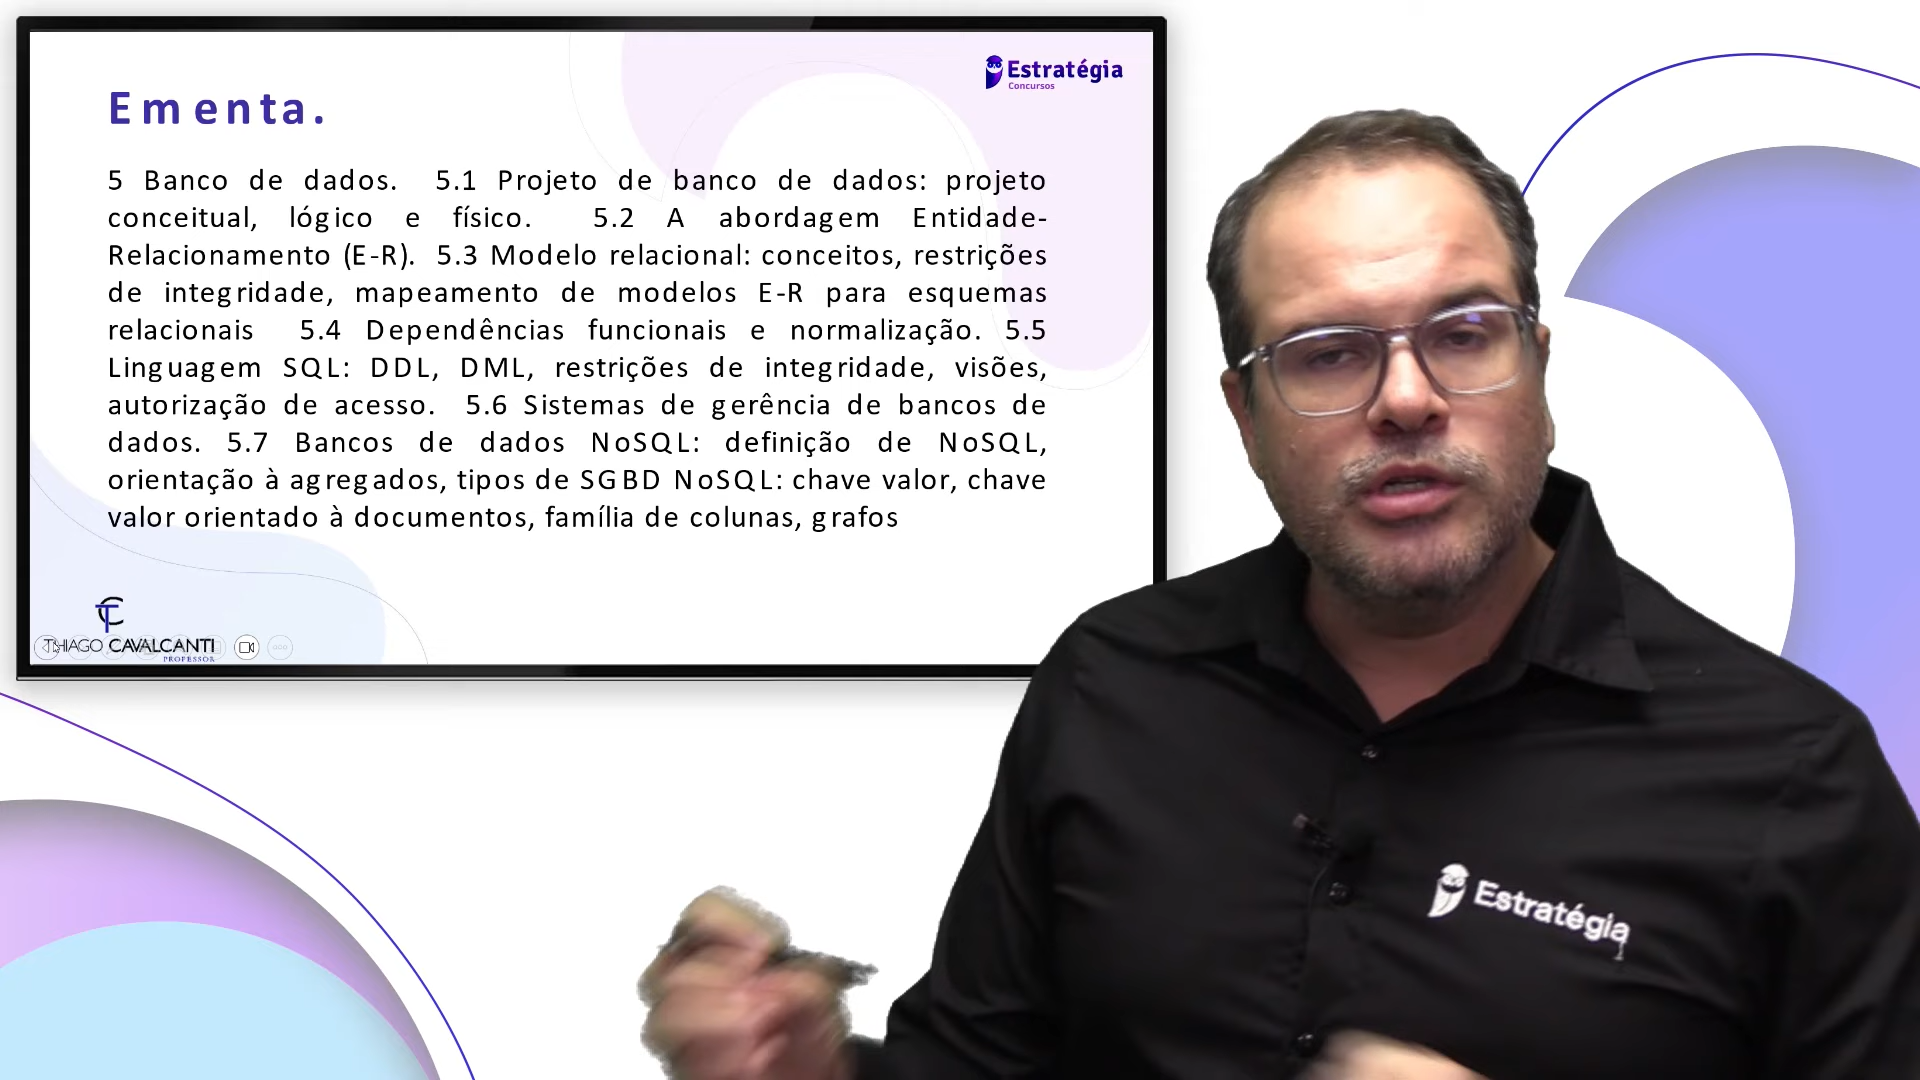 Estratégia
Concursos
Ementa.
5 Banco de dados. 5.1 Projeto de banco de dados: projeto
conceitual, lógico e físico. 5.2 A abordagem Entidade-
Relacionamento (E-R). 5.3 Modelo relacional: conceitos, restrições
de integridade, mapeamento de modelos E-R para esquemas
relacionais 5.4 Dependências funcionais e normalização. 5.5
Linguagem SQL: DDL, DML, restrições de integridade, visões,
autorização de acesso. 5.6 Sistemas de gerência de bancos de
dados. 5.7 Bancos de dados NoSQL: definição de NoSQL,
orientação à agregados, tipos de SGBD NoSQL: chave valor, chave
valor orientado à documentos, família de colunas, grafos
TC
THIAGO CAVALCANTI
PROFESSOR
Estratégia